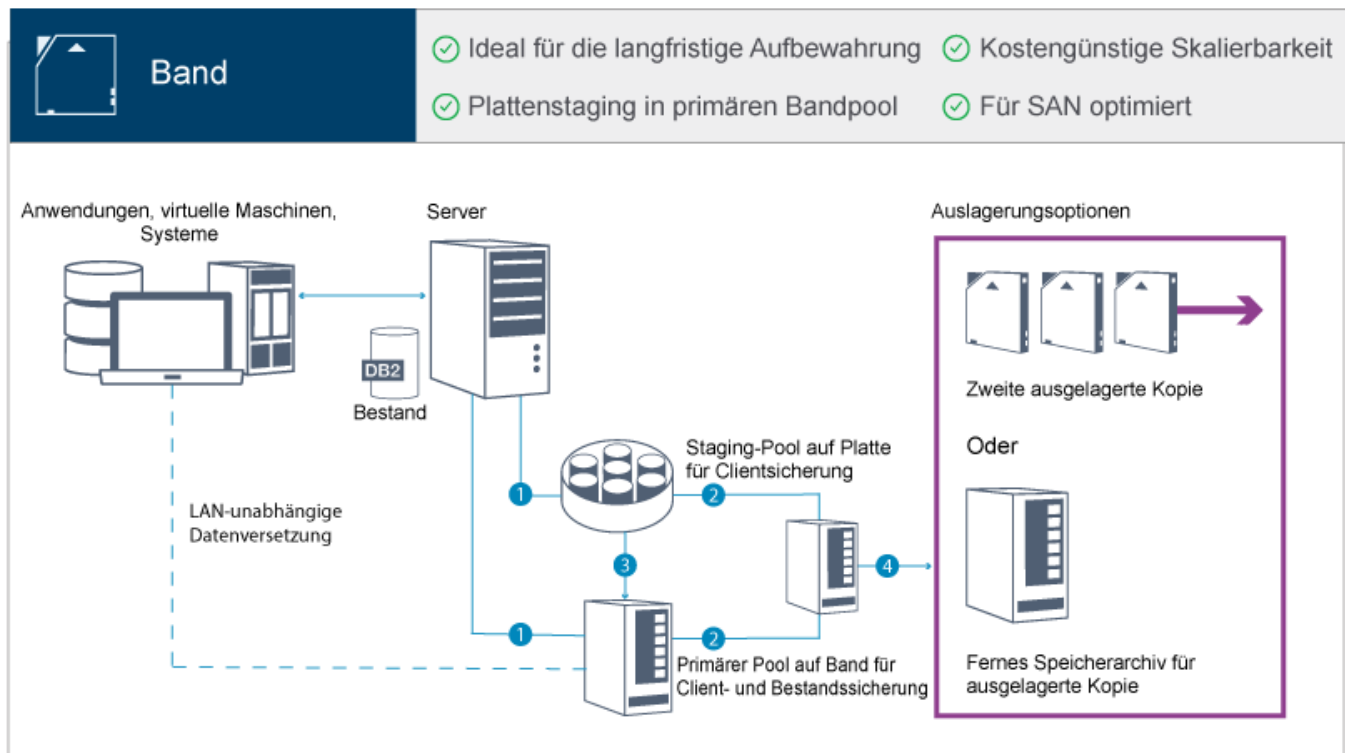 Band
Ideal für die langfristige Aufbewahrung
Kostengünstige Skalierbarkeit
Plattenstaging in primären Bandpool
Für SAN optimiert
Anwendungen, virtuelle Maschinen,
Systeme
Server
Auslagerungsoptionen
DB2
Bestand
Zweite ausgelagerte Kopie
Oder
Staging-Pool auf Platte
für Clientsicherung
1
2
LAN-unabhängige
Datenversetzung
3
4
1
2
Primärer Pool auf Band für
Client- und Bestandssicherung
Fernes Speicherarchiv für
ausgelagerte Kopie